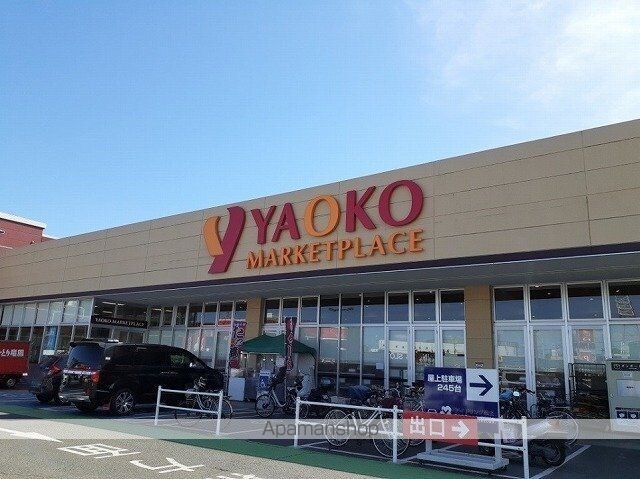 YAOKO
MARKETPLACE
YAOKO MARKETPLACE
屋上駐車場
245台
出口
Apamanshop